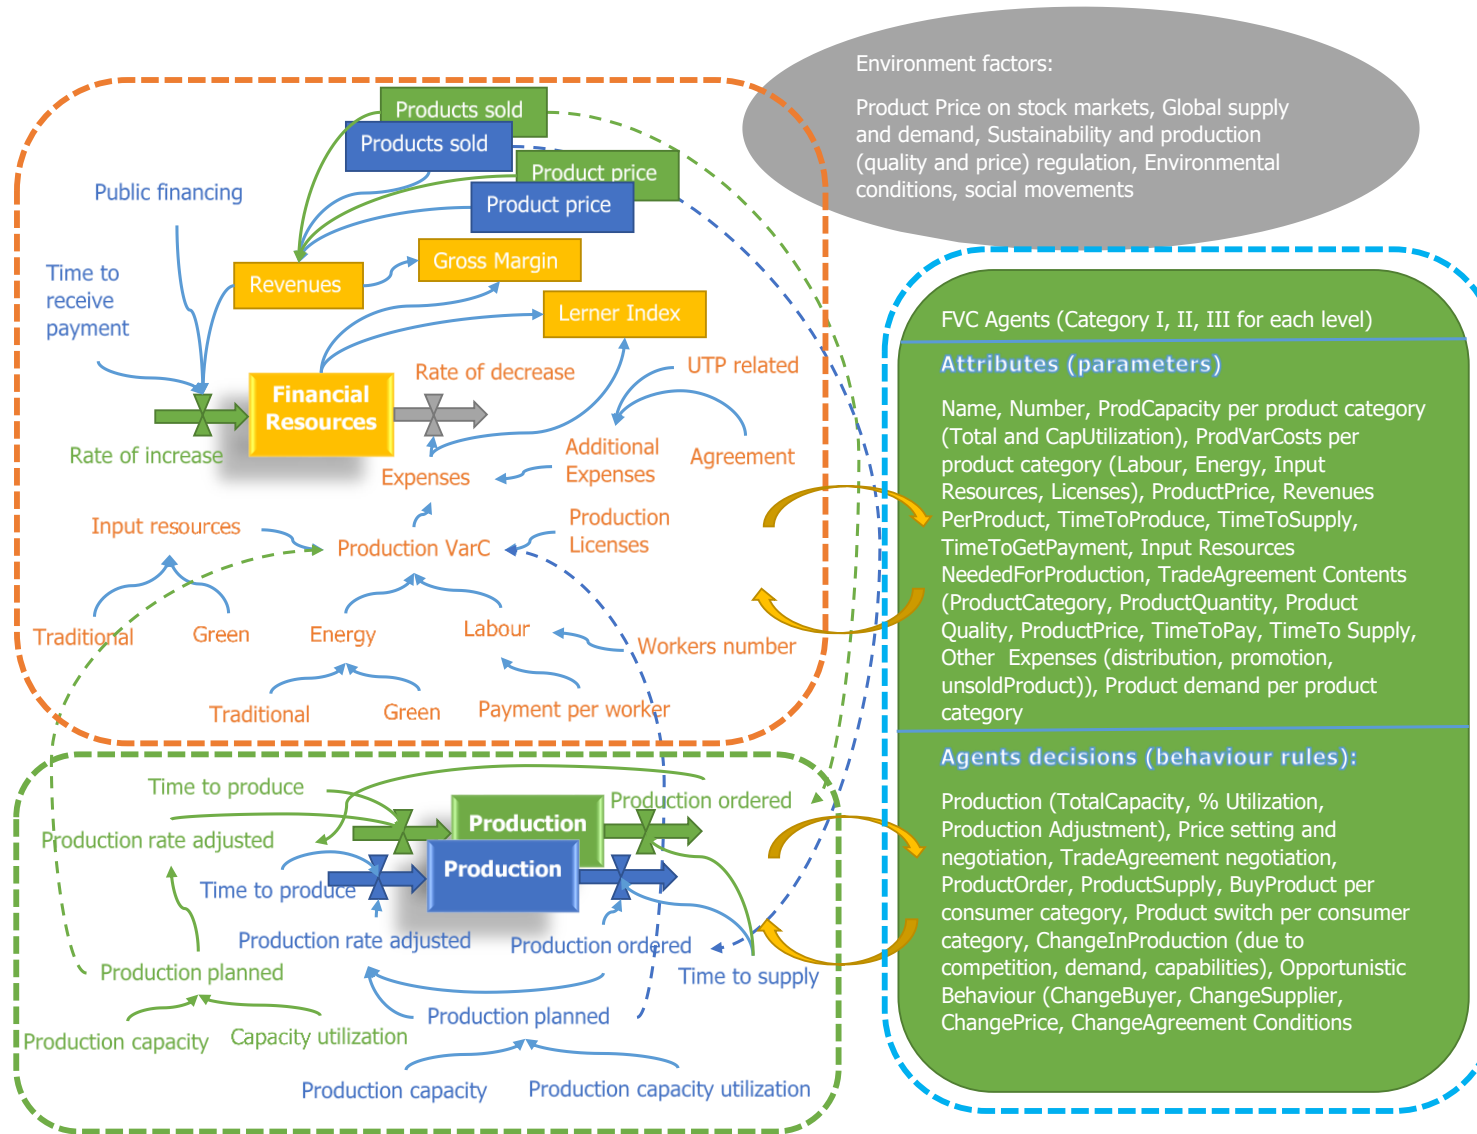 Environment factors:
Product Price on stock markets, Global supply
and demand, Sustainability and production
(quality and price) regulation, Environmental
conditions, social movements
Products sold
Products sold
Product price
Product price
Public financing
Time to
receive
payment
Revenues
Gross Margin
Lerner Index
Financial
Resources
Rate of decrease
UTP related
Rate of increase
Expenses
Additional
Expenses
Agreement
Input resources
Production VarC
Production
Licenses
Traditional
Green
Energy
Labour
Workers number
Traditional
Green
Payment per worker
Time to produce
Production ordered
Production rate adjusted
Production
Production
Time to produce
Production rate adjusted
Production ordered
Time to supply
Production planned
Production planned
Production capacity
Capacity utilization
Production capacity
Production capacity utilization
FVC Agents (Category I, II, III for each level)
Attributes (parameters)
Name, Number, ProdCapacity per product category
(Total and CapUtilization), ProdVarCosts per
product category (Labour, Energy, Input
Resources, Licenses), ProductPrice, Revenues
PerProduct, TimeToProduce, TimeToSupply,
TimeToGetPayment, Input Resources
NeededForProduction, TradeAgreement Contents
(ProductCategory, ProductQuantity, Product
Quality, ProductPrice, TimeToPay, TimeTo Supply,
Other  Expenses (distribution, promotion,
unsoldProduct)), Product demand per product
category
Agents decisions (behaviour rules):
Production (TotalCapacity, % Utilization,
Production Adjustment), Price setting and
negotiation, TradeAgreement negotiation,
ProductOrder, ProductSupply, BuyProduct per
consumer category, Product switch per consumer
category, ChangeInProduction (due to
competition, demand, capabilities), Opportunistic
Behaviour (ChangeBuyer, ChangeSupplier,
ChangePrice, ChangeAgreement Conditions